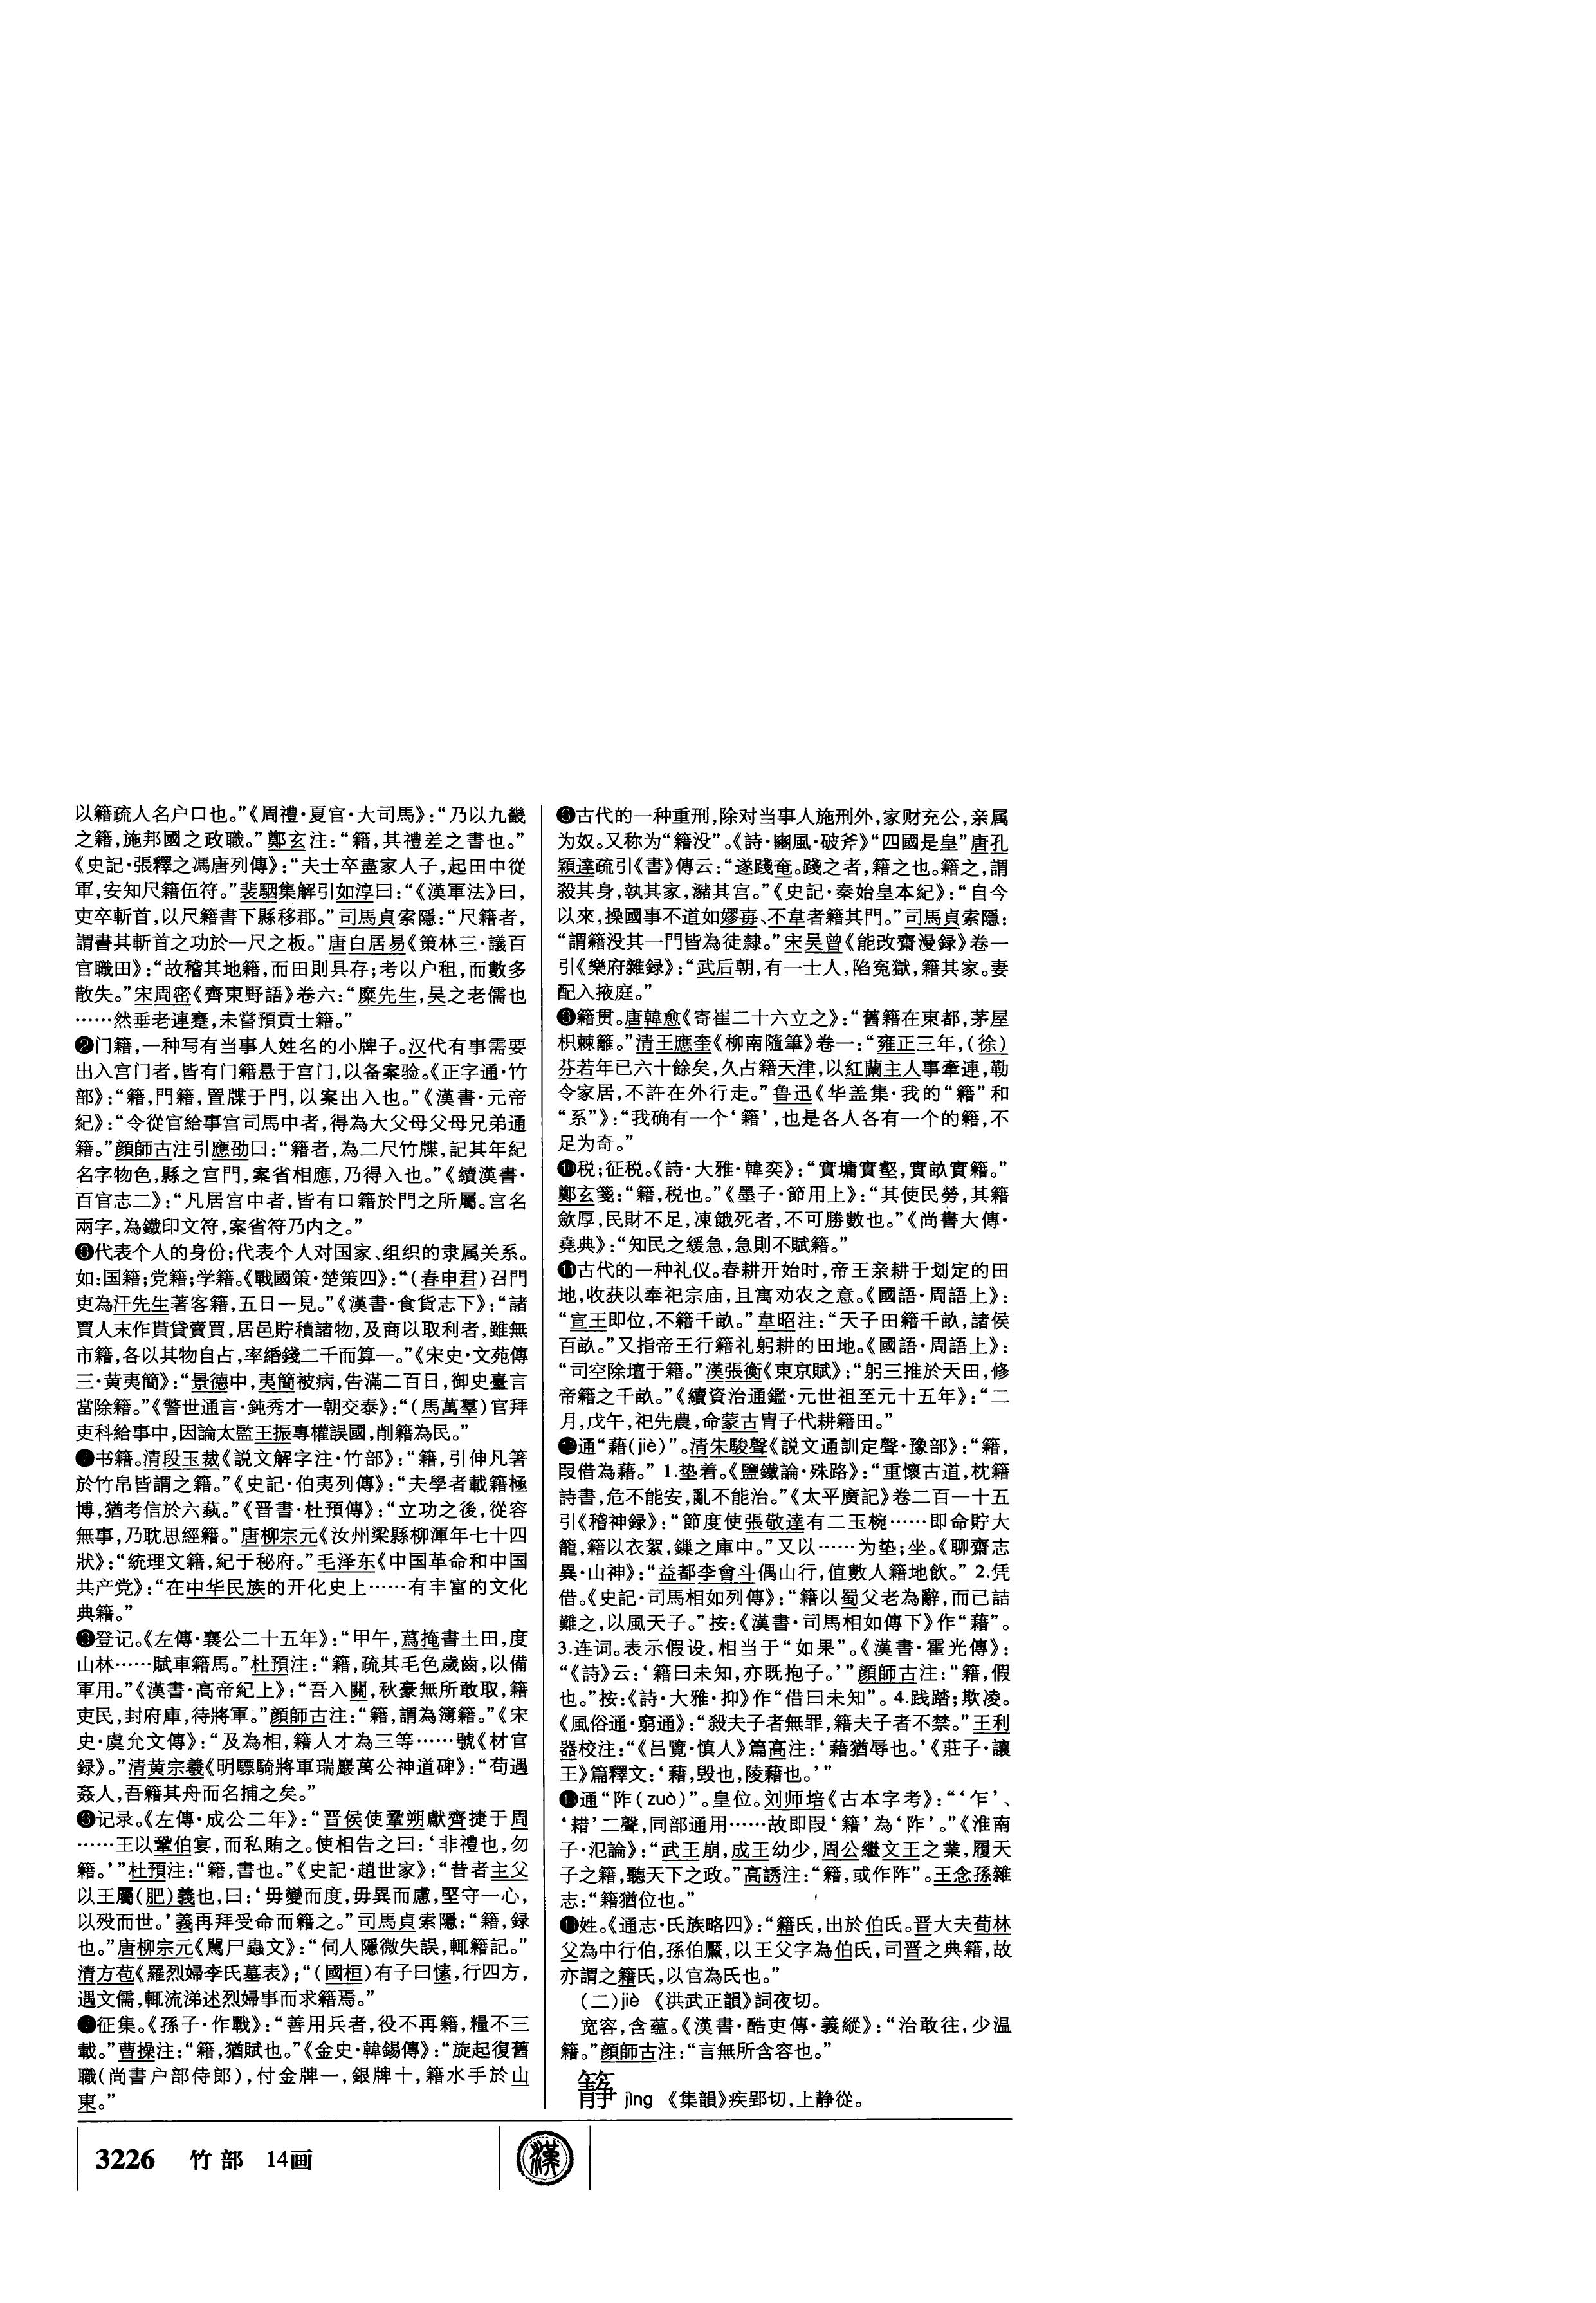 以籍疏人名户口也。”《周禮·夏官·大司馬》：“乃以九畿
之籍，施邦國之政職。”鄭玄注：“籍，其禮差之書也。”
《史記·張釋之馮唐列傳》：“夫士卒盡家人子，起田中從
軍，安知尺籍伍符。”裴駰集解引如淳曰：“《漢軍法》曰，
吏卒斬首，以尺籍書下縣移郡。”司馬貞索隱：“尺籍者，
謂書其斬首之功於一尺之板。”唐白居易《策林三·議百
官職田》：“故稽其地籍，而田則具存；考以户租，而數多
散失。”宋周密《齊東野語》卷六：“糜先生，吴之老儒也
……然垂老連蹇，未嘗預貢士籍。”
❷门籍，一种写有当事人姓名的小牌子。汉代有事需要
出入宫门者，皆有门籍悬于宫门，以备案验。《正字通·竹
部》：“籍，門籍，置牒于門，以案出入也。”《漢書·元帝
紀》：“令從官給事宫司馬中者，得為大父母父母兄弟通
籍。”顔師古注引應劭曰：“籍者，為二尺竹牒，記其年紀
名字物色，縣之宫門，案省相應，乃得入也。”《續漢書·
百官志二》：“凡居宫中者，皆有口籍於門之所屬。宫名
兩字，為鐵印文符，案省符乃内之。”
❸代表个人的身份；代表个人对国家、组织的隶属关系。
如：国籍；党籍；学籍。《戰國策·楚策四》：“（春申君）召門
吏為汗先生著客籍，五日一見。”《漢書·食貨志下》：“諸
賈人末作貰貸賣買，居邑貯積諸物，及商以取利者，雖無
市籍，各以其物自占，率緡錢二千而算一。”《宋史·文苑傳
三·黄夷簡》：“景德中，夷簡被病，告滿二百日，御史臺言
當除籍。”《警世通言·鈍秀才一朝交泰》：“（馬萬羣）官拜
吏科給事中，因論太監王振專權誤國，削籍為民。”
❹书籍。清段玉裁《説文解字注·竹部》：“籍，引伸凡箸
於竹帛皆謂之籍。”《史記·伯夷列傳》：“夫學者載籍極
博，猶考信於六蓺。”《晋書·杜預傳》：“立功之後，從容
無事，乃耽思經籍。”唐柳宗元《汝州梁縣柳渾年七十四
狀》：“統理文籍，紀于秘府。”毛泽东《中国革命和中国
共产党》：“在中华民族的开化史上……有丰富的文化
典籍。”
❺登记。《左傳·襄公二十五年》：“甲午，蔿掩書土田，度
山林……賦車籍馬。”杜預注：“籍，疏其毛色歲齒，以備
軍用。”《漢書·高帝紀上》：“吾入關，秋豪無所敢取，籍
吏民，封府庫，待將軍。”顔師古注：“籍，謂為簿籍。”《宋
史·虞允文傳》：“及為相，籍人才為三等……號《材官
録》。”清黄宗羲《明驃騎將軍瑞巖萬公神道碑》：“苟遇
姦人，吾籍其舟而名捕之矣。”
❻记录。《左傳·成公二年》：“晋侯使鞏朔獻齊捷于周
……王以鞏伯宴，而私賄之。使相告之曰：‘非禮也，勿
籍。’”杜預注：“籍，書也。”《史記·趙世家》：“昔者主父
以王屬（肥）義也，曰：‘毋變而度，毋異而慮，堅守一心，
以殁而世。’義再拜受命而籍之。”司馬貞索隱：“籍，録
也。”唐柳宗元《駡尸蟲文》：“伺人隱微失誤，輒籍記。”
清方苞《羅烈婦李氏墓表》；“（國桓）有子曰愫，行四方，
遇文儒，輒流涕述烈婦事而求籍焉。”
❼征集。《孫子·作戰》：“善用兵者，役不再籍，糧不三
載。”曹操注：“籍，猶賦也。”《金史·韓錫傳》：“旋起復舊
職（尚書户部侍郎），付金牌一，銀牌十，籍水手於山
東。”
❽古代的一种重刑，除对当事人施刑外，家财充公，亲属
为奴。又称为“籍没”。《詩·豳風·破斧》“四國是皇”唐孔
穎達疏引《書》傳云：“遂踐奄。踐之者，籍之也。籍之，謂
殺其身，執其家，瀦其宫。”《史記·秦始皇本紀》：“自今
以來，操國事不道如嫪毐、不韋者籍其門。”司馬貞索隱：
“謂籍没其一門皆為徒隸。”宋吴曾《能改齋漫録》卷一
引《樂府雜録》：“武后朝，有一士人，陷冤獄，籍其家。妻
配入掖庭。”
❾籍贯。唐韓愈《寄崔二十六立之》：“舊籍在東都，茅屋
枳棘籬。”清王應奎《柳南隨筆》卷一：“雍正三年，（徐）
芬若年已六十餘矣，久占籍天津，以紅蘭主人事牽連，勒
令家居，不許在外行走。”鲁迅《华盖集·我的“籍”和
“系”》：“我确有一个‘籍’，也是各人各有一个的籍，不
足为奇。”
❿税；征税。《詩·大雅·韓奕》：“實墉實壑，實畝實籍。”
鄭玄箋：“籍，税也。”《墨子·節用上》：“其使民勞，其籍
歛厚，民財不足，凍餓死者，不可勝數也。”《尚書大傳·
堯典》：“知民之緩急，急則不賦籍。”
⓫古代的一种礼仪。春耕开始时，帝王亲耕于划定的田
地，收获以奉祀宗庙，且寓劝农之意。《國語·周語上》：
“宣王即位，不籍千畝。”韋昭注：“天子田籍千畝，諸侯
百畝。”又指帝王行籍礼躬耕的田地。《國語·周語上》：
“司空除壇于籍。”漢張衡《東京賦》：“躬三推於天田，修
帝籍之千畝。”《續資治通鑑·元世祖至元十五年》：“二
月，戊午，祀先農，命蒙古胄子代耕籍田。”
⓬通“藉（jiè）”。清朱駿聲《説文通訓定聲·豫部》：“籍，
叚借為藉。” 1.垫着。《鹽鐵論·殊路》：“重懷古道，枕籍
詩書，危不能安，亂不能治。”《太平廣記》卷二百一十五
引《稽神録》：“節度使張敬達有二玉椀……即命貯大
籠，籍以衣絮，鏁之庫中。”又以……为垫；坐。《聊齋志
異·山神》：“益都李會斗偶山行，值數人籍地飲。” 2.凭
借。《史記·司馬相如列傳》：“籍以蜀父老為辭，而己詰
難之，以風天子。”按：《漢書·司馬相如傳下》作“藉”。
3.连词。表示假设，相当于“如果”。《漢書·霍光傳》：
“《詩》云：‘籍曰未知，亦既抱子。’”顔師古注：“籍，假
也。”按：《詩·大雅·抑》作“借曰未知”。4.践踏；欺凌。
《風俗通·窮通》：“殺夫子者無罪，籍夫子者不禁。”王利
器校注：“《吕覽·慎人》篇高注：‘藉猶辱也。’《莊子·讓
王》篇釋文：‘藉，毁也，陵藉也。’”
⓭通“阼（zuò）”。皇位。刘师培《古本字考》：“‘乍’、
‘耤’二聲，同部通用……故即叚‘籍’為‘阼’。”《淮南
子·氾論》：“武王崩，成王幼少，周公繼文王之業，履天
子之籍，聽天下之政。”高誘注：“籍，或作阼”。王念孫雜
志：“籍猶位也。”
⓮姓。《通志·氏族略四》：“籍氏，出於伯氏。晋大夫荀林
父為中行伯，孫伯黶，以王父字為伯氏，司晋之典籍，故
亦謂之籍氏，以官為氏也。”
（二）jiè 《洪武正韻》詞夜切。
宽容，含蕴。《漢書·酷吏傳·義縱》：“治敢往，少温
籍。”顔師古注：“言無所含容也。”
jìng 《集韻》疾郢切，上静從。
3226 竹部 14画
漢